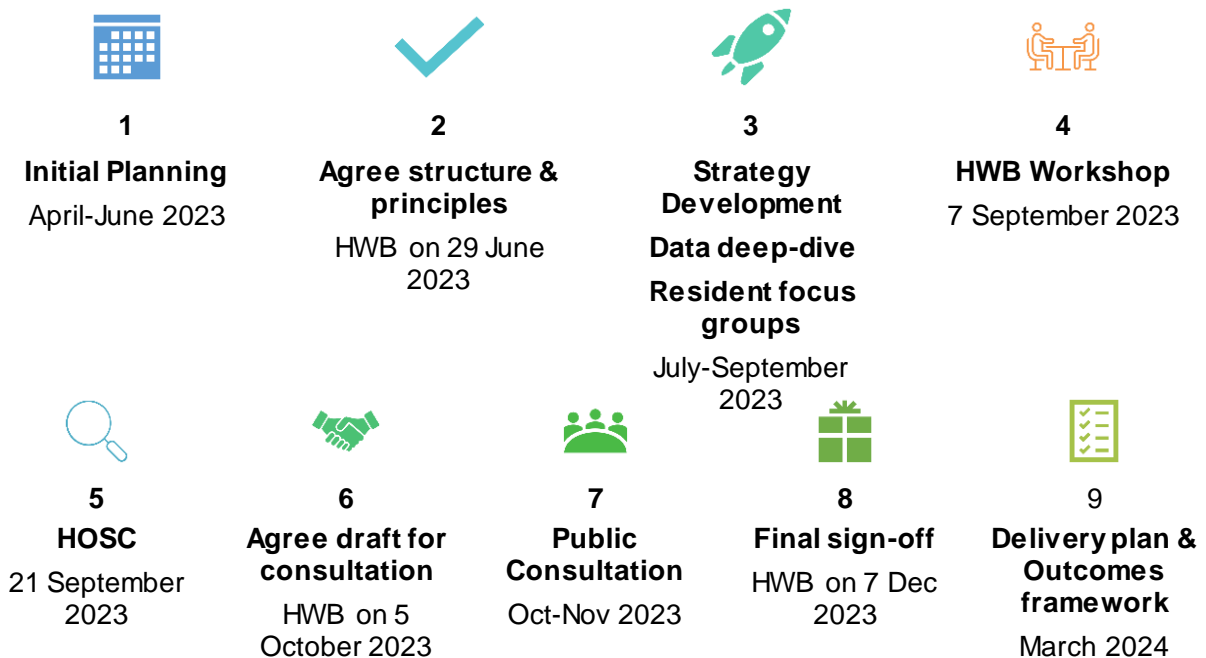 1
Initial Planning
April-June 2023
2
Agree structure &
principles
HWB on 29 June
2023
3
Strategy
Development
Data deep-dive
Resident focus
groups
July-September
2023
4
HWB Workshop
7 September 2023
5
HOSC
21 September
2023
6
Agree draft for
consultation
HWB on 5
October 2023
7
Public
Consultation
Oct-Nov 2023
8
Final sign-off
HWB on 7 Dec
2023
9
Delivery plan &
Outcomes
framework
March 2024